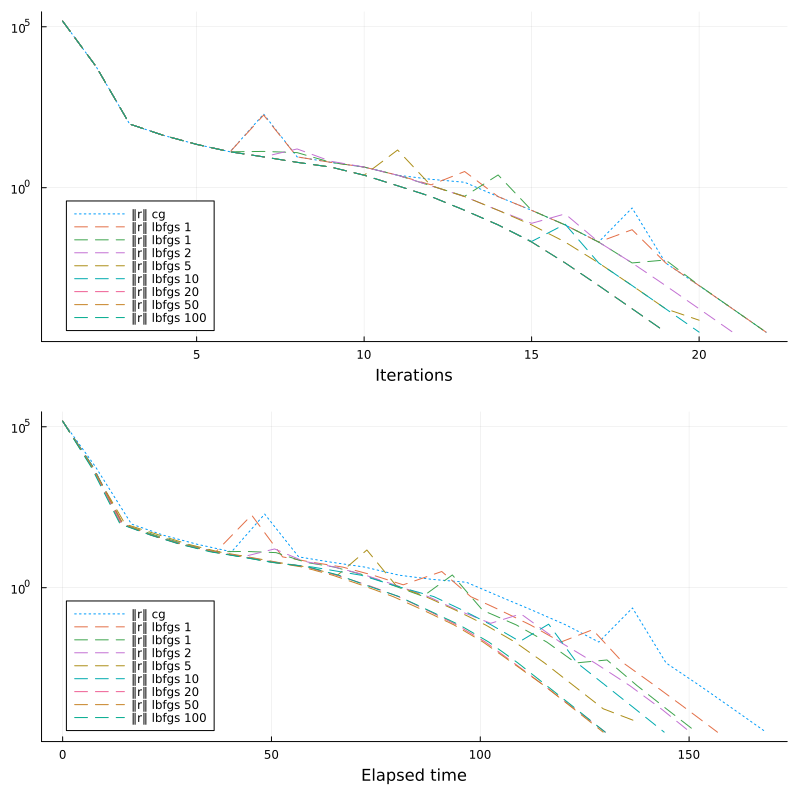 10^5
10^0
‖r‖ cg
‖r‖ lbfgs 1
‖r‖ lbfgs 1
‖r‖ lbfgs 2
‖r‖ lbfgs 5
‖r‖ lbfgs 10
‖r‖ lbfgs 20
‖r‖ lbfgs 50
‖r‖ lbfgs 100
5 10 15 20
Iterations
10^5
10^0
‖r‖ cg
‖r‖ lbfgs 1
‖r‖ lbfgs 1
‖r‖ lbfgs 2
‖r‖ lbfgs 5
‖r‖ lbfgs 10
‖r‖ lbfgs 20
‖r‖ lbfgs 50
‖r‖ lbfgs 100
0 50 100 150
Elapsed time